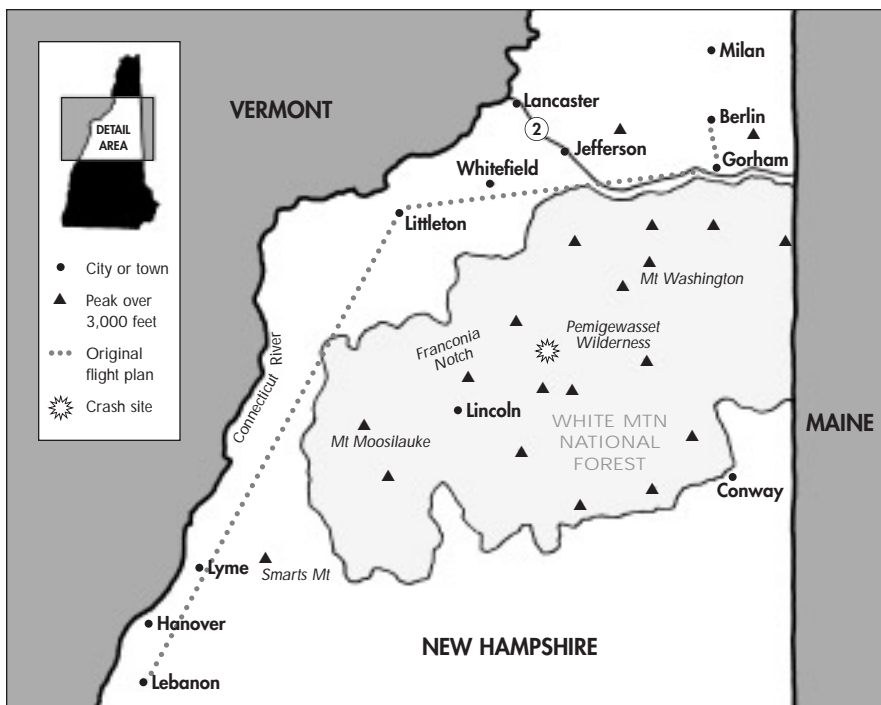 DETAIL
AREA
City or town
Peak over
3,000 feet
Original
flight plan
Crash site
VERMONT
Milan
Lancaster
Berlin
2
Jefferson
Gorham
Whitefield
Littleton
Mt Washington
Connecticut River
Franconia
Notch
Pemigewasset
Wilderness
Lincoln
WHITE MTN
NATIONAL
FOREST
MAINE
Mt Moosilauke
Conway
Lyme
Smarts Mt
Hanover
NEW HAMPSHIRE
Lebanon